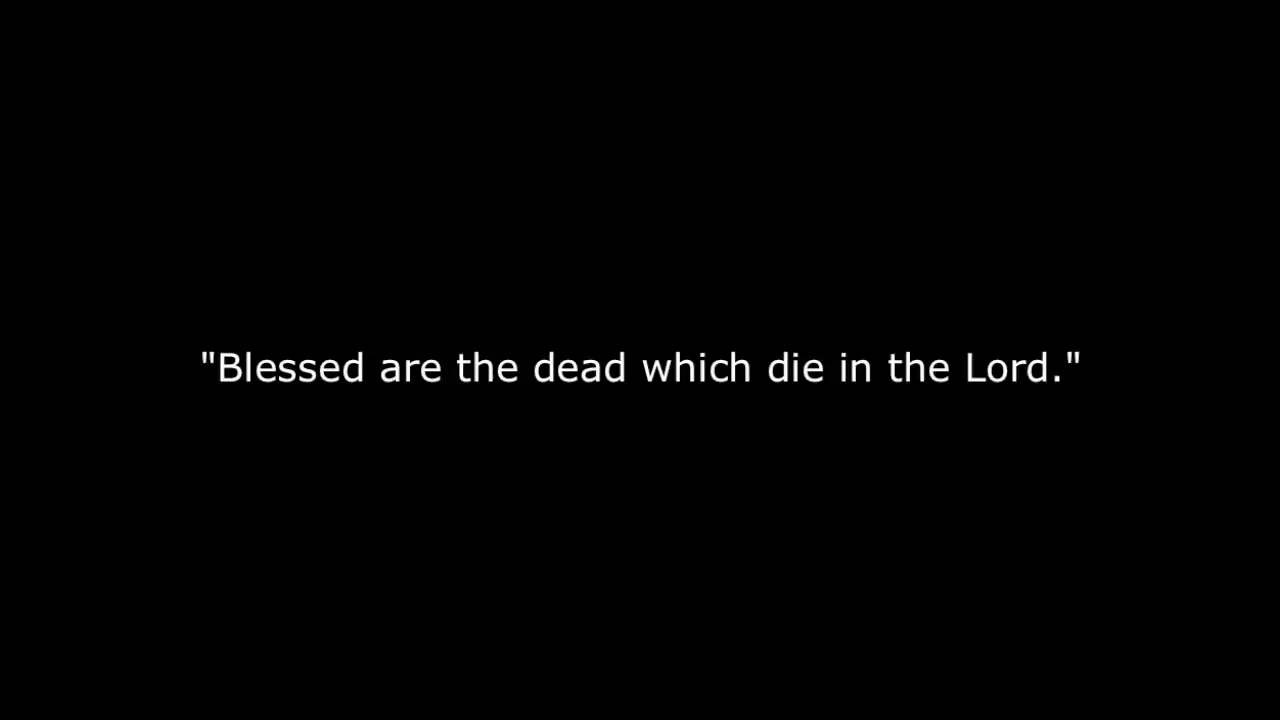 "Blessed are the dead which die in the Lord."